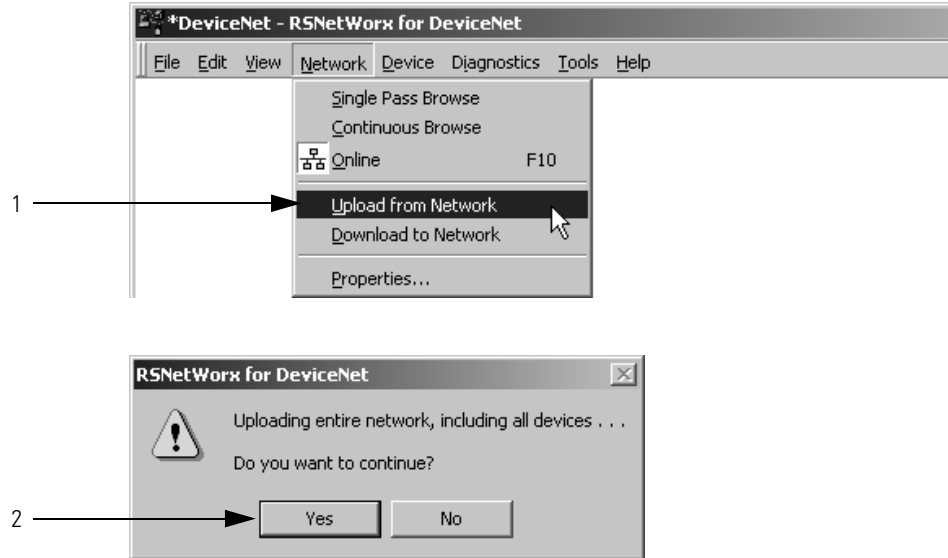 *DeviceNet - RSNetWorx for DeviceNet
File Edit View Network Device Diagnostics Tools Help
Single Pass Browse
Continuous Browse
Online F10
1
Upload from Network
Download to Network
Properties...
RSNetWorx for DeviceNet
Uploading entire network, including all devices . . .
Do you want to continue?
2
Yes No